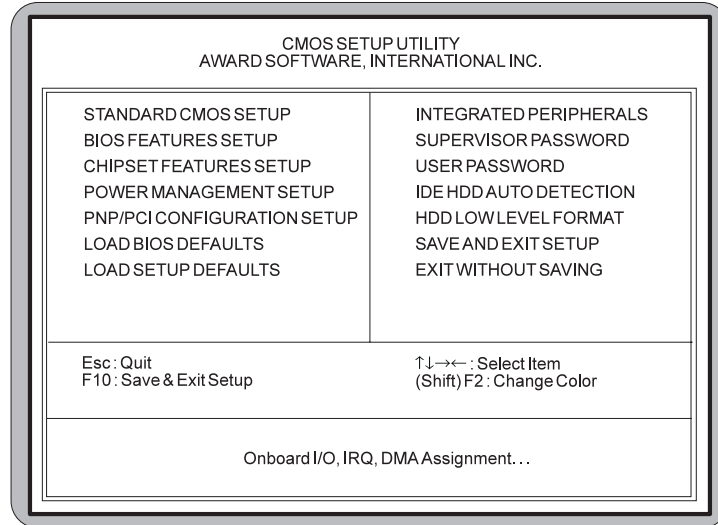 CMOS SETUP UTILITY
AWARD SOFTWARE, INTERNATIONAL INC.
STANDARD CMOS SETUP
BIOS FEATURES SETUP
CHIPSET FEATURES SETUP
POWER MANAGEMENT SETUP
PNP/PCI CONFIGURATION SETUP
LOAD BIOS DEFAULTS
LOAD SETUP DEFAULTS
INTEGRATED PERIPHERALS
SUPERVISOR PASSWORD
USER PASSWORD
IDE HDD AUTO DETECTION
HDD LOW LEVEL FORMAT
SAVE AND EXIT SETUP
EXIT WITHOUT SAVING
Esc : Quit
F10 : Save & Exit Setup
↑↓→← : Select Item
(Shift) F2 : Change Color
Onboard I/O, IRQ, DMA Assignment...